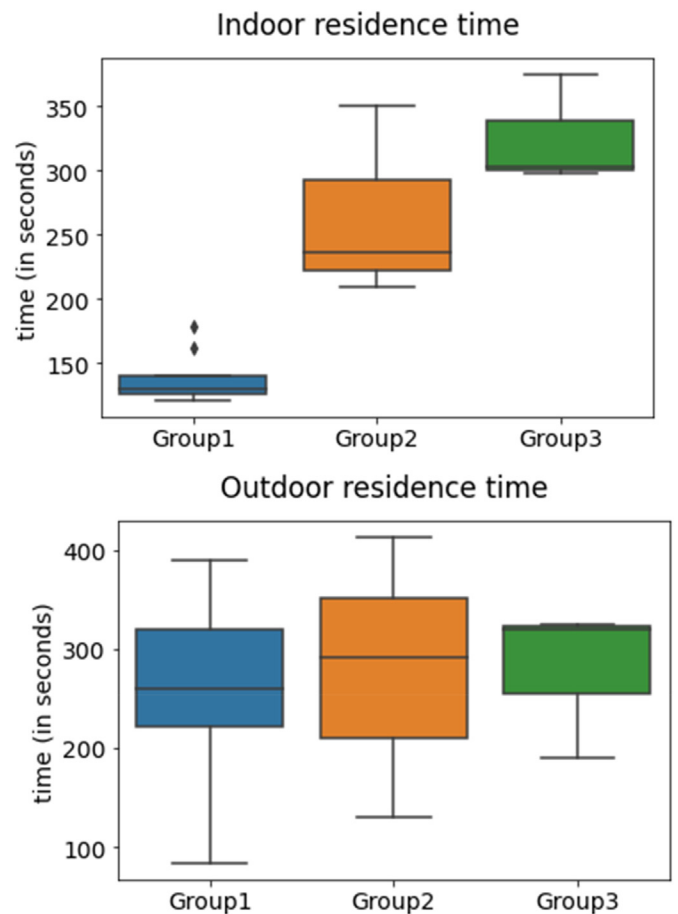 Indoor residence time
time (in seconds)
350
300
250
200
150
Group1 Group2 Group3
Outdoor residence time
time (in seconds)
400
300
200
100
Group1 Group2 Group3